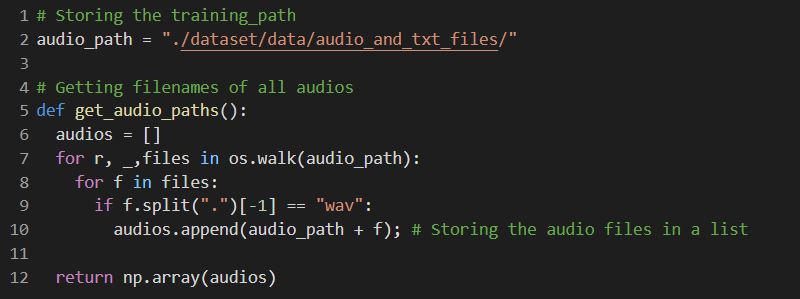 1 # Storing the training_path
2 audio_path = "./dataset/data/audio_and_txt_files/"
3
4 # Getting filenames of all audios
5 def get_audio_paths():
6   audios = []
7   for r, _,files in os.walk(audio_path):
8     for f in files:
9       if f.split(".")[-1] == "wav":
10         audios.append(audio_path + f); # Storing the audio files in a list
11
12   return np.array(audios)